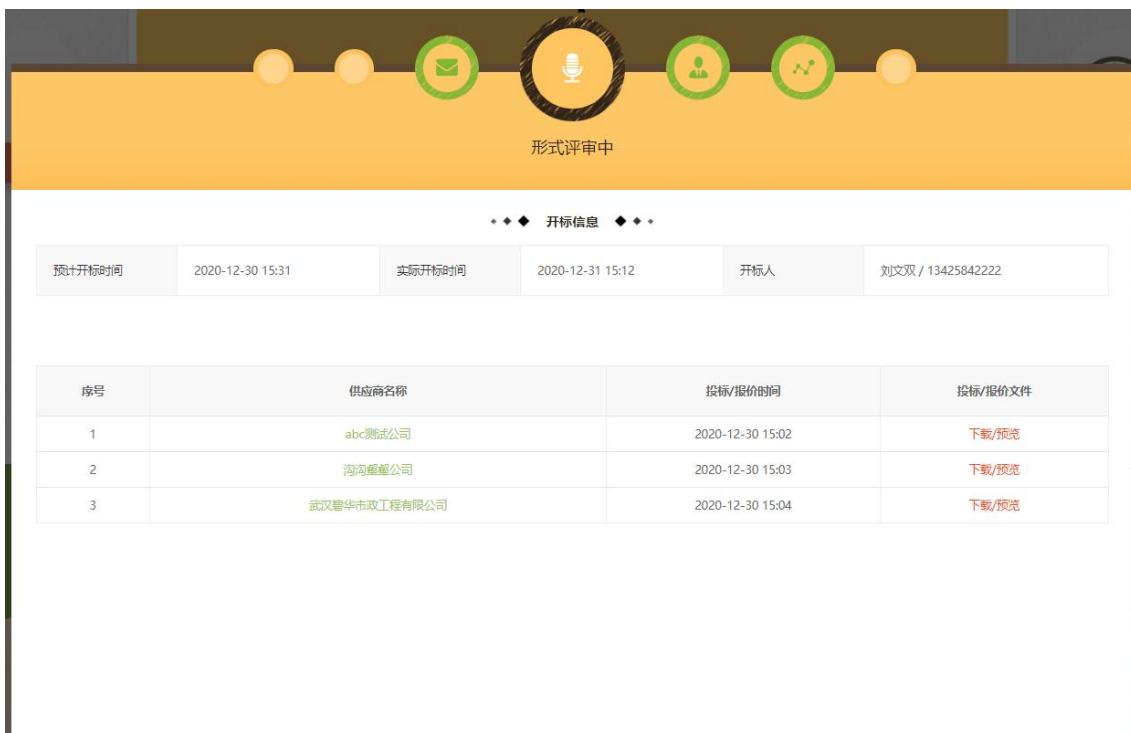 形式评审中
开标信息
预计开标时间 2020-12-30 15:31 实际开标时间 2020-12-31 15:12 开标人 刘文双 / 13425842222
序号 供应商名称 投标/报价时间 投标/报价文件
1 abc测试公司 2020-12-30 15:02 下载/预览
2 沟沟壑壑公司 2020-12-30 15:03 下载/预览
3 武汉碧华市政工程有限公司 2020-12-30 15:04 下载/预览